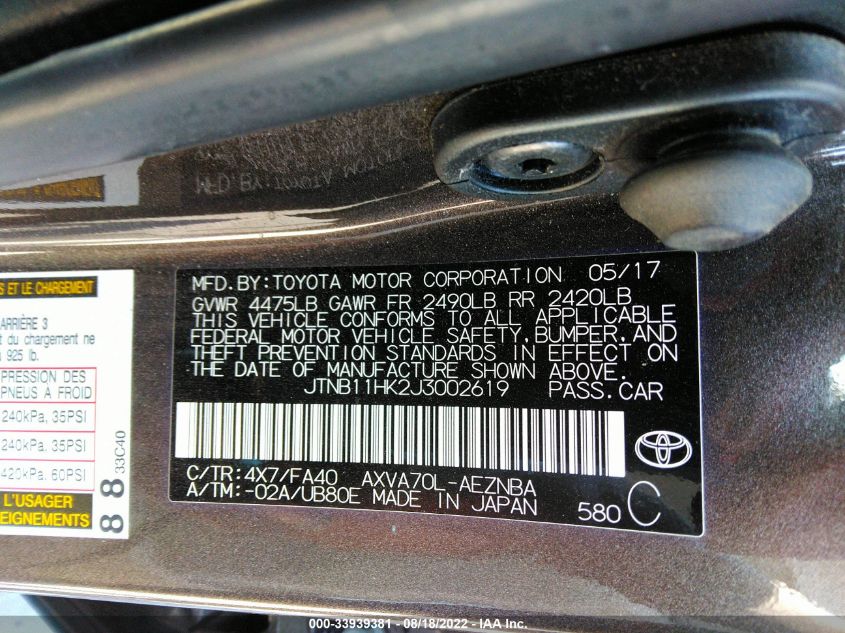 S ET LE CHARGEMENT
ARRIÈRE 3
t du chargement ne
a 925 lb.
PRESSION DES
PNEUS À FROID
240kPa, 35PSI
240kPa, 35PSI
420kPa, 60PSI
L'USAGER
EIGNEMENTS
8 8 33C40
MFD. BY: TOYOTA MOTOR CORPORATION 05/17
GVWR 4475LB GAWR FR 2490LB RR 2420LB
THIS VEHICLE CONFORMS TO ALL APPLICABLE
FEDERAL MOTOR VEHICLE SAFETY, BUMPER, AND
THEFT PREVENTION STANDARDS IN EFFECT ON
THE DATE OF MANUFACTURE SHOWN ABOVE.
JTNB11HK2J3002619 PASS. CAR
C/TR: 4X7/FA40 AXVA70L-AEZNBA
A/TM: -02A/UB80E MADE IN JAPAN 580 C
000-33939381 - 08/18/2022 - IAA Inc.